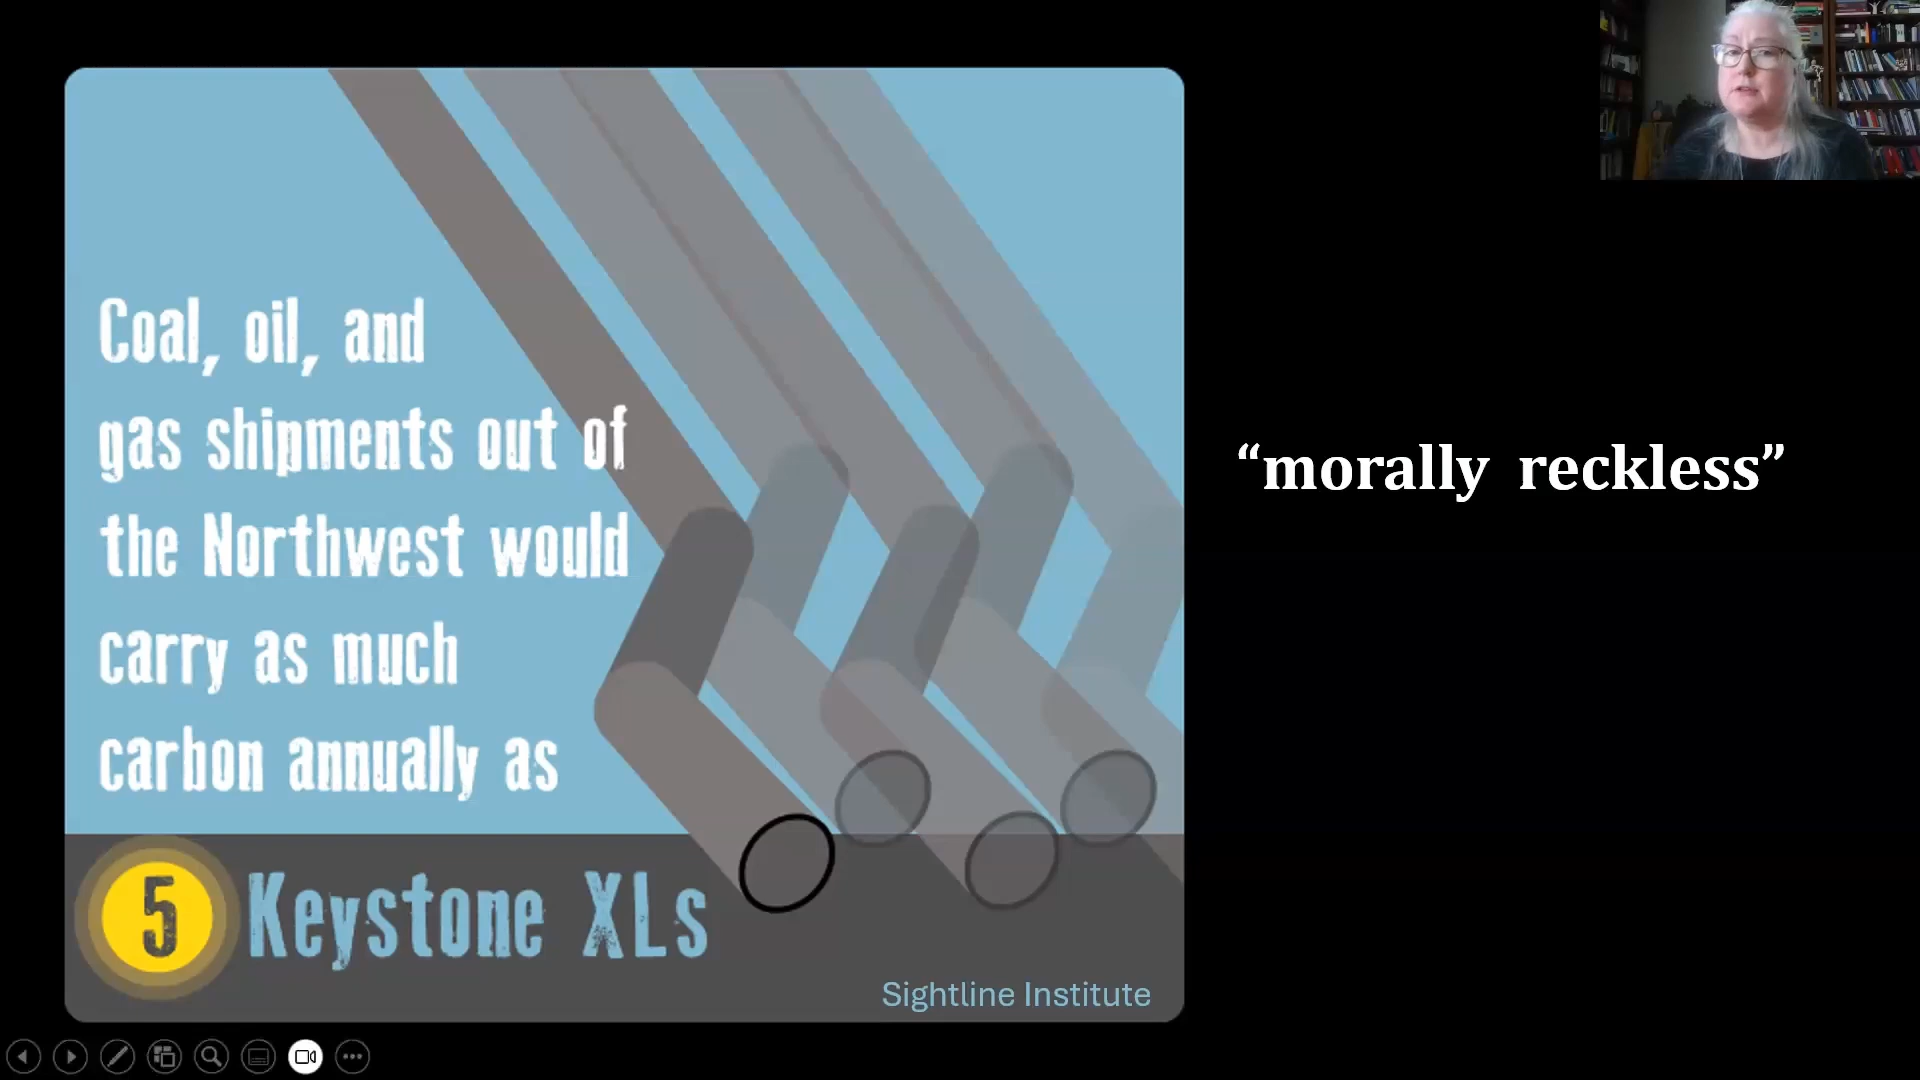 Coal, oil, and
gas shipments out of
the Northwest would
carry as much
carbon annually as
5 Keystone XLs
Sightline Institute
“morally reckless”